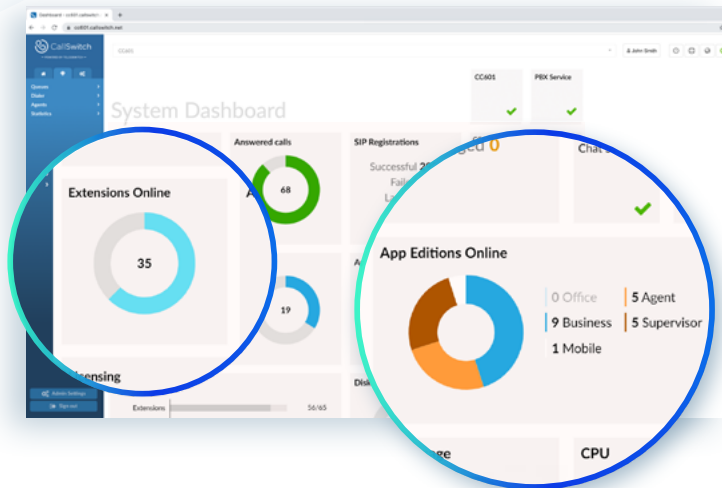 Dashboard - cc601.callswitch
cc601.callswitch.net
CallSwitch
CC601
John Smith
Queues
Dialer
Agents
Statistics
System Dashboard
CC601
PBX Service
Answered calls
68
SIP Registrations
Successful
Extensions Online
35
19
0
Chat
App Editions Online
0 Office
5 Agent
9 Business
5 Supervisor
1 Mobile
Extensions
56/65
Admin Settings
Sign out
CPU